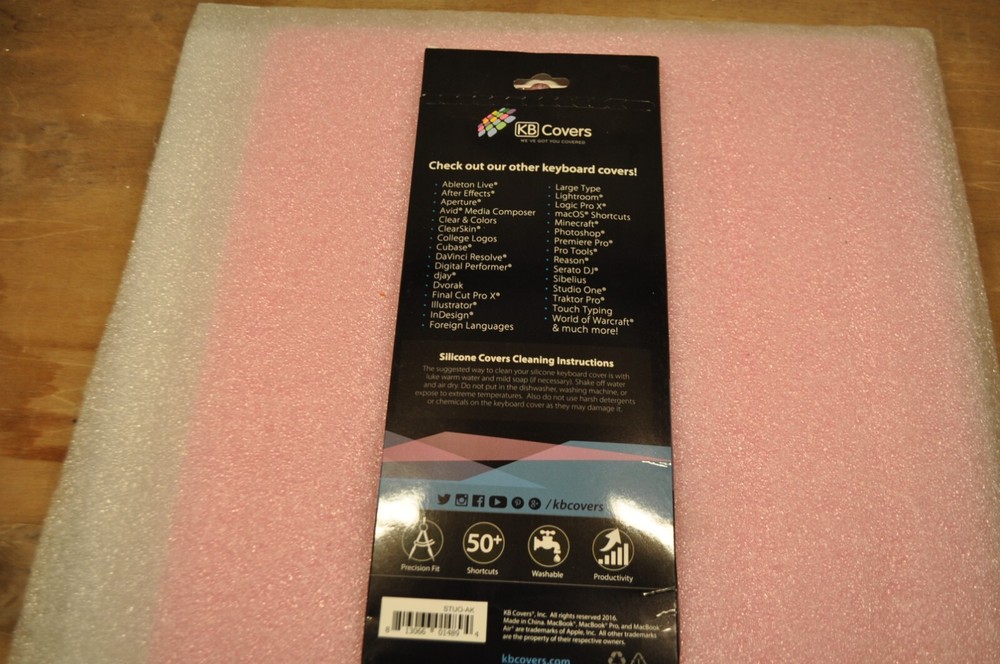 KB Covers
WE'VE GOT YOU COVERED
Check out our other keyboard covers!
· Ableton Live®
· After Effects®
· Aperture®
· Avid® Media Composer
· Clear & Colors
· ClearSkin®
· College Logos
· Cubase®
· DaVinci Resolve®
· Digital Performer®
· djay®
· Dvorak
· Final Cut Pro X®
· Illustrator®
· InDesign®
· Foreign Languages
· Large Type
· Lightroom®
· Logic Pro X®
· macOS® Shortcuts
· Minecraft®
· Photoshop®
· Premiere Pro®
· Pro Tools®
· Reason®
· Serato DJ®
· Sibelius
· Studio One®
· Traktor Pro®
· Touch Typing
· World of Warcraft®
& much more!
Silicone Covers Cleaning Instructions
The suggested way to clean your silicone keyboard cover is with
luke warm water and mild soap (if necessary). Shake off water
and air dry. Do not put in the dishwasher, washing machine, or
expose to extreme temperatures. Also do not use harsh detergents
or chemicals on the keyboard cover as they may damage it.
/kbcovers
50+
Precision Fit
Shortcuts
Washable
Productivity
STUO-AK
8 13066 01489 4
KB Covers®, Inc. All rights reserved 2016.
Made in China. MacBook®, MacBook® Pro, and MacBook
Air® are trademarks of Apple, Inc. All other trademarks
are the property of their respective owners.
kbcovers.com